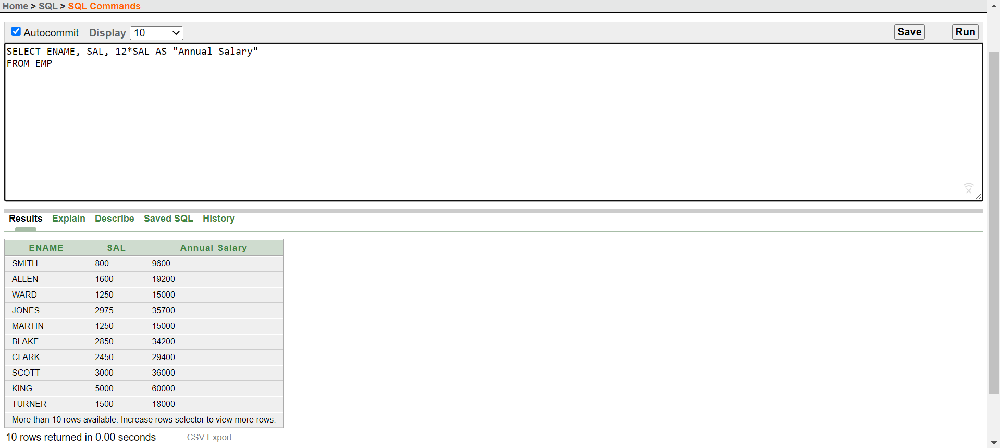 Home > SQL > SQL Commands
Autocommit Display 10 Save Run
SELECT ENAME, SAL, 12*SAL AS "Annual Salary"
FROM EMP
Results Explain Describe Saved SQL History
ENAME SAL Annual Salary
SMITH 800 9600
ALLEN 1600 19200
WARD 1250 15000
JONES 2975 35700
MARTIN 1250 15000
BLAKE 2850 34200
CLARK 2450 29400
SCOTT 3000 36000
KING 5000 60000
TURNER 1500 18000
More than 10 rows available. Increase rows selector to view more rows.
10 rows returned in 0.00 seconds CSV Export